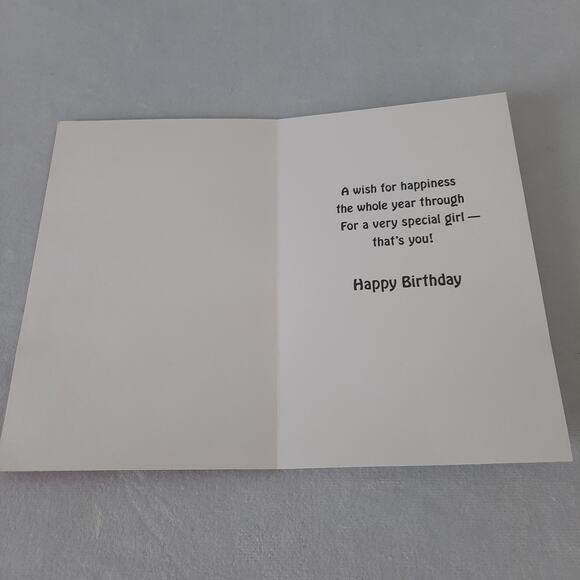 A wish for happiness
the whole year through
For a very special girl —
that's you!
Happy Birthday